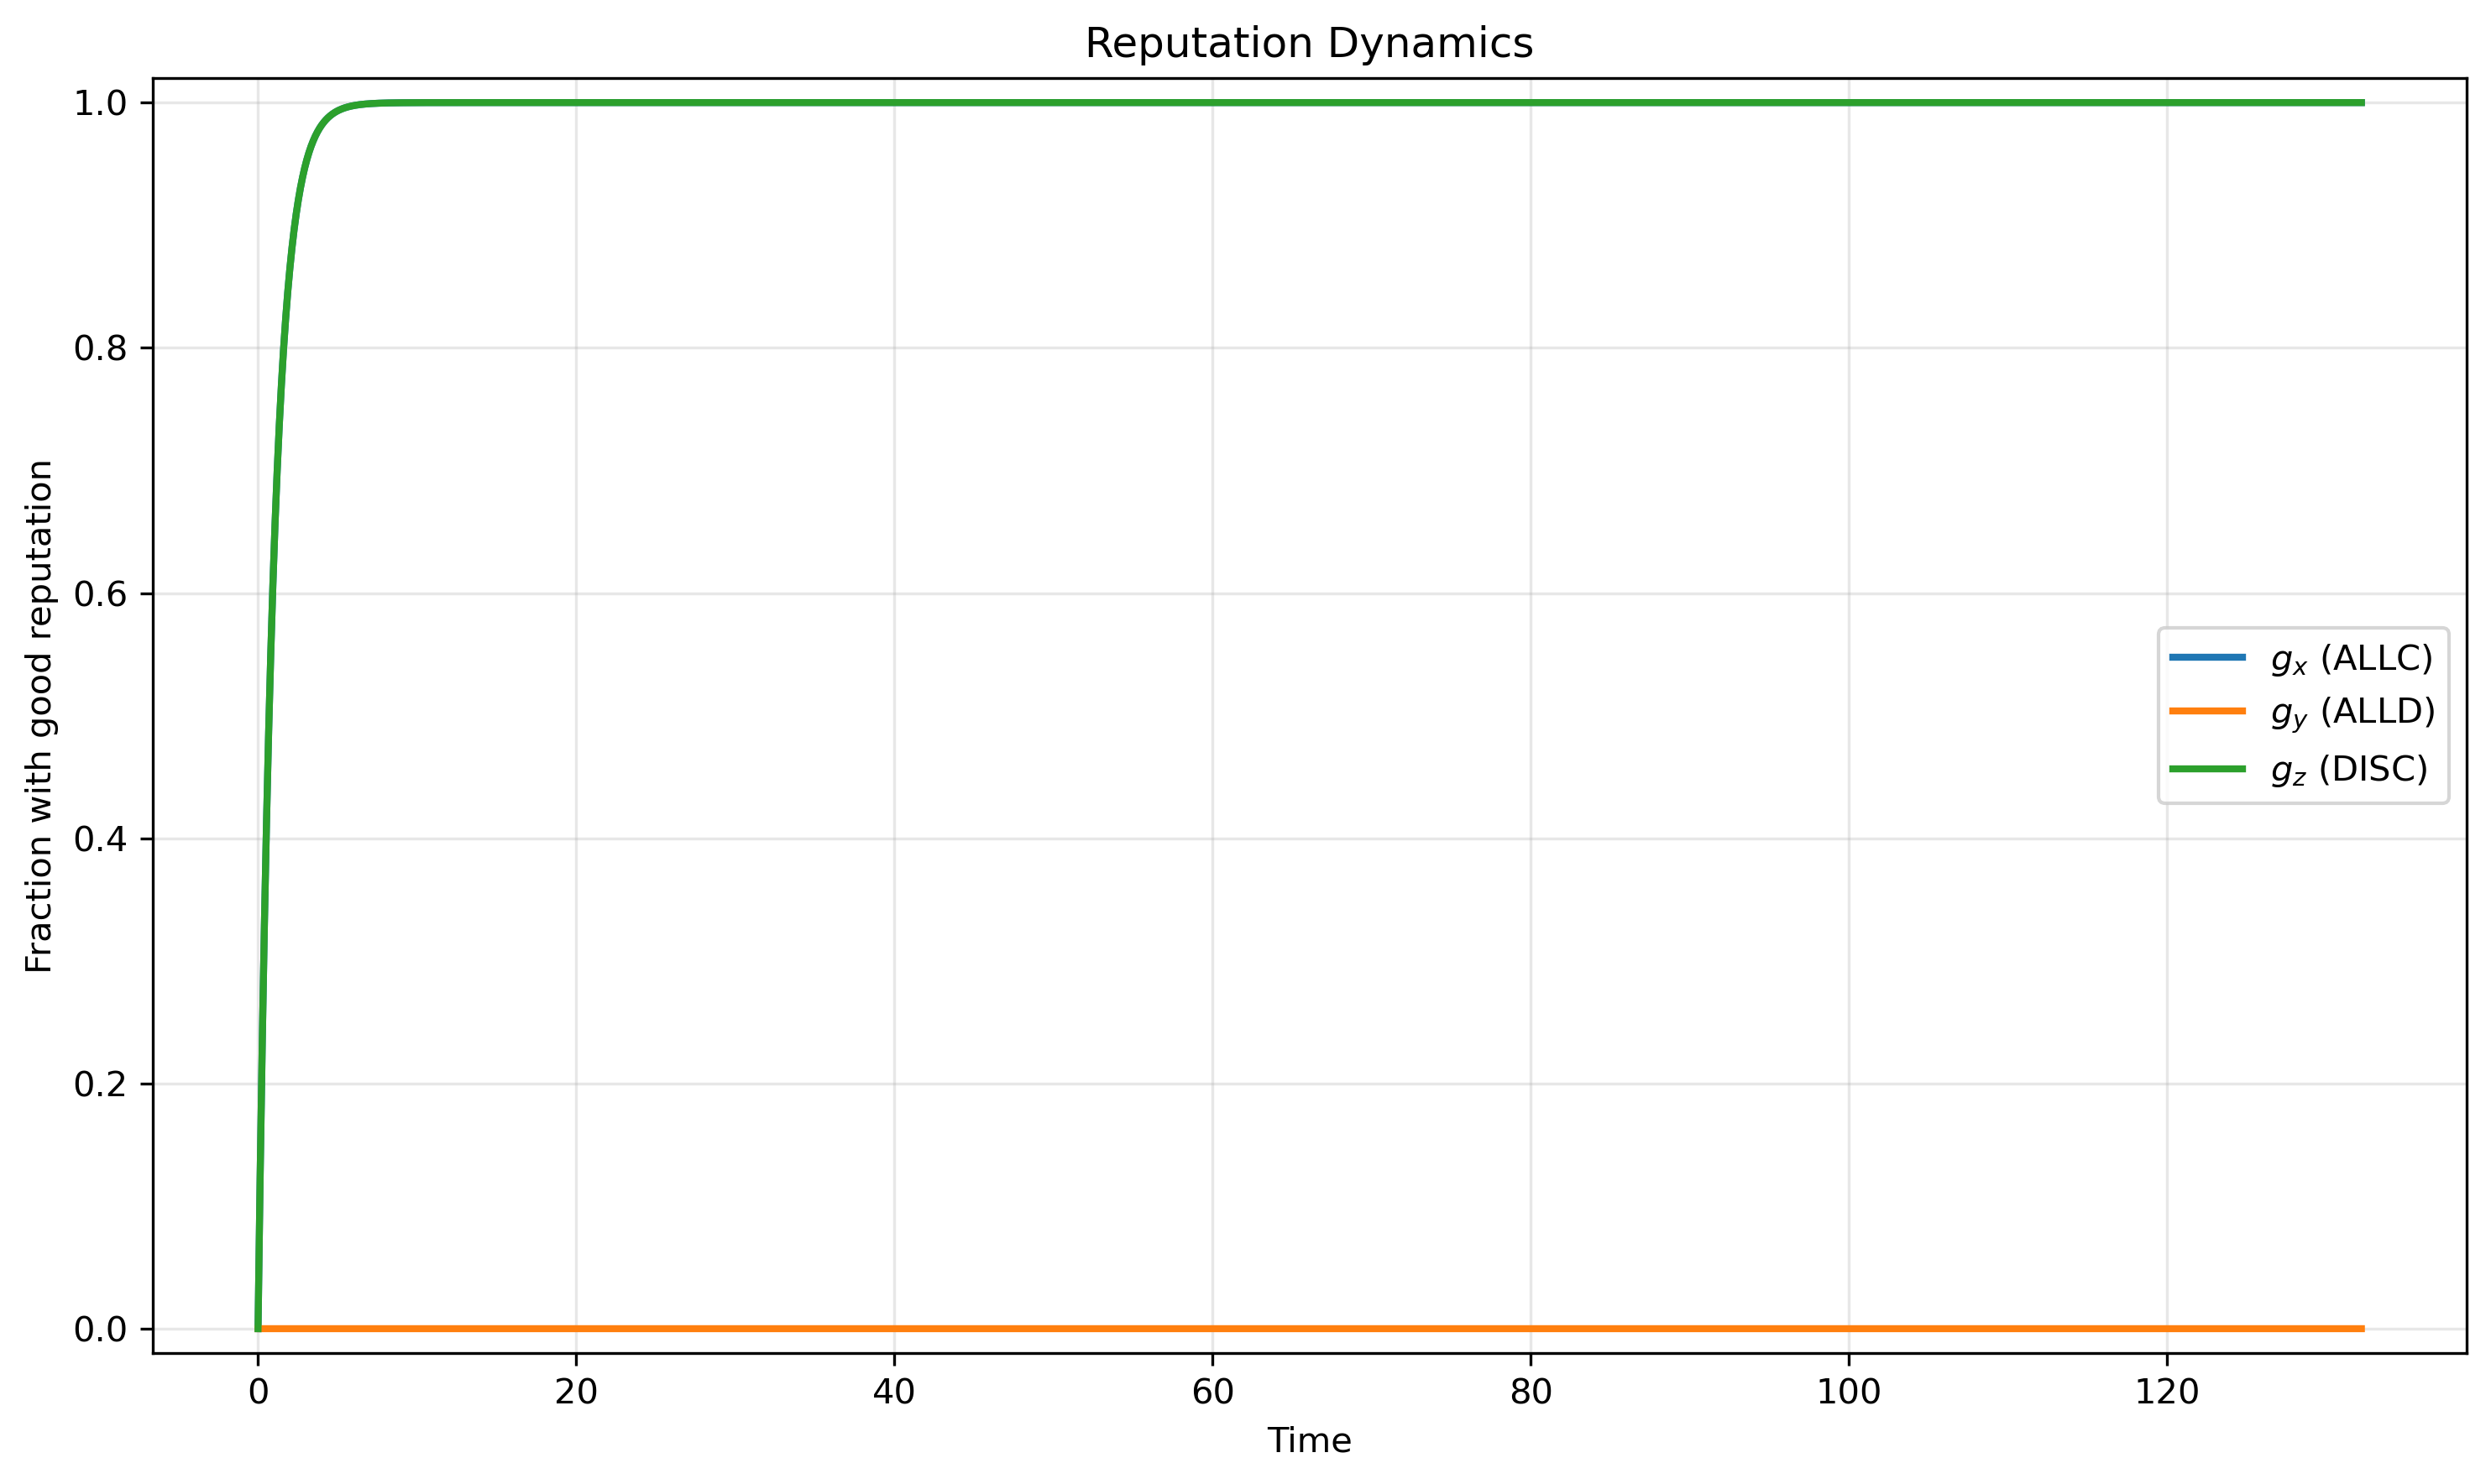 Reputation Dynamics
Fraction with good reputation
1.0
0.8
0.6
0.4
0.2
0.0
0 20 40 60 80 100 120
Time
gₓ (ALLC)
g_y (ALLD)
g_z (DISC)